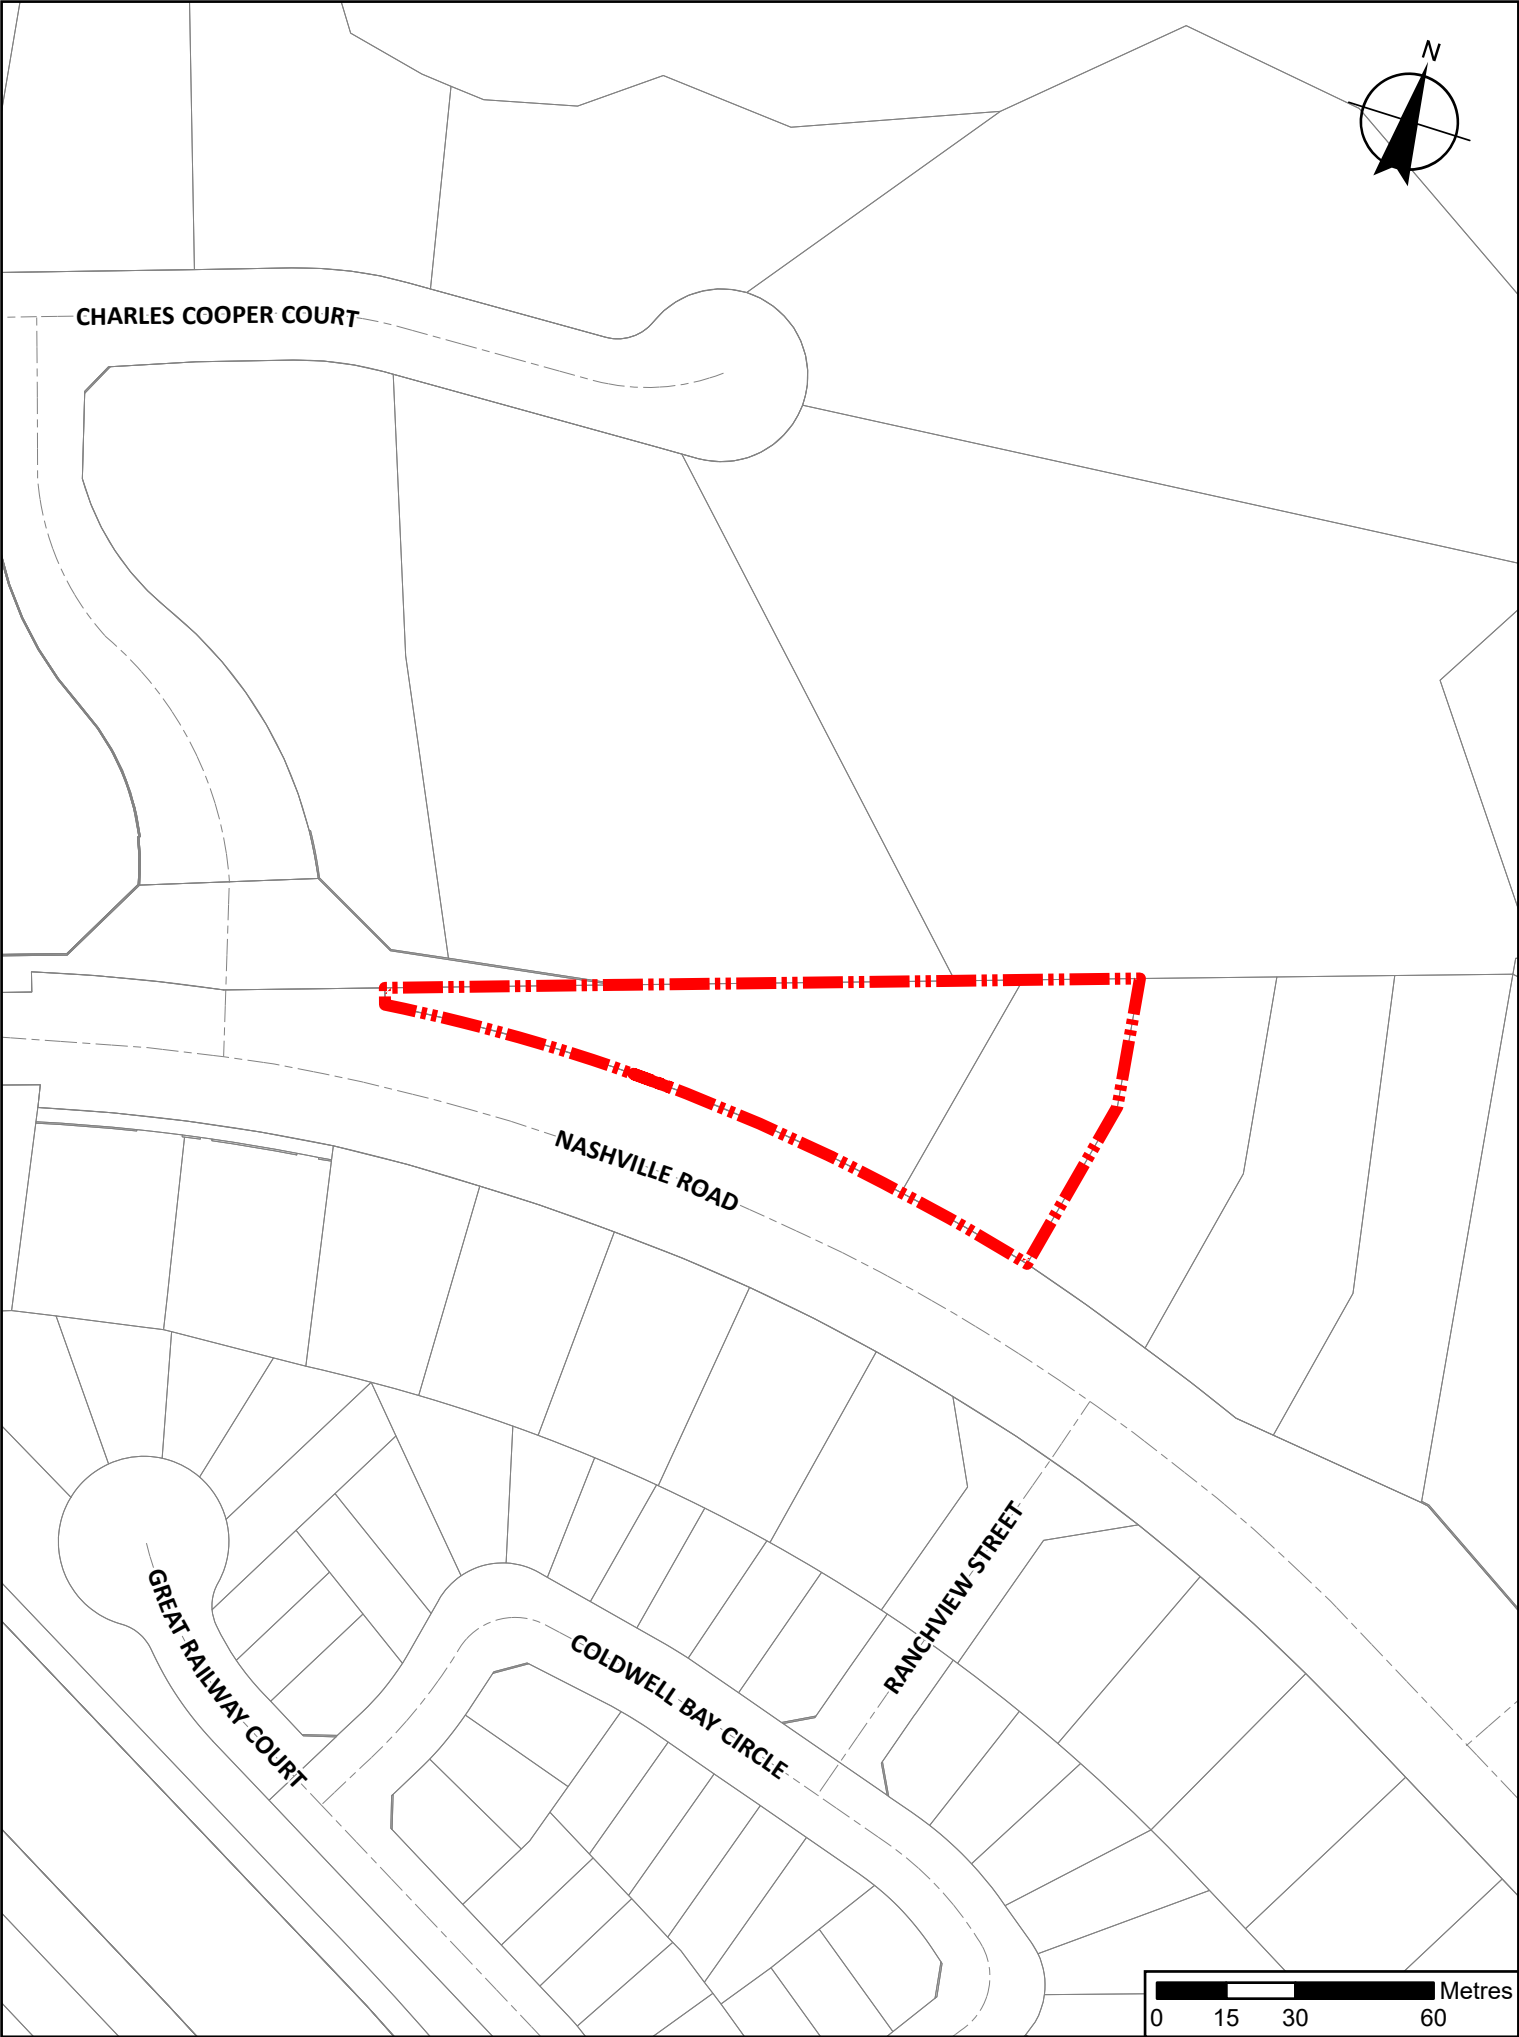 N
CHARLES COOPER COURT
NASHVILLE ROAD
RANCHVIEW STREET
GREAT RAILWAY COURT
COLDWELL BAY CIRCLE
Metres
0 15 30 60